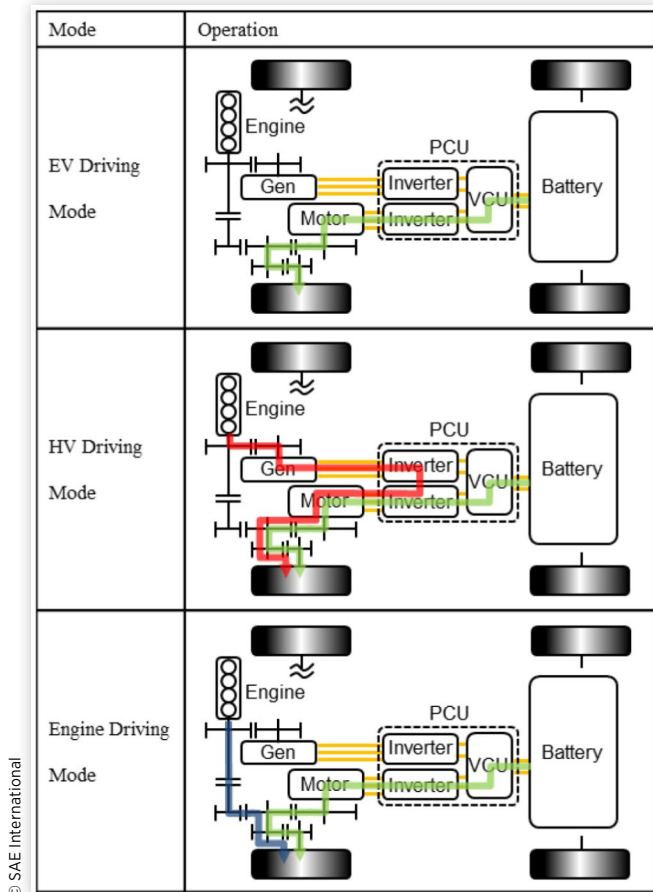 Mode
Operation
EV Driving
Mode
Engine
PCU
Gen
Inverter
VCU
Battery
Motor
Inverter
HV Driving
Mode
Engine
PCU
Gen
Inverter
VCU
Battery
Motor
Inverter
Engine Driving
Mode
Engine
PCU
Gen
Inverter
VCU
Battery
Motor
Inverter
© SAE International